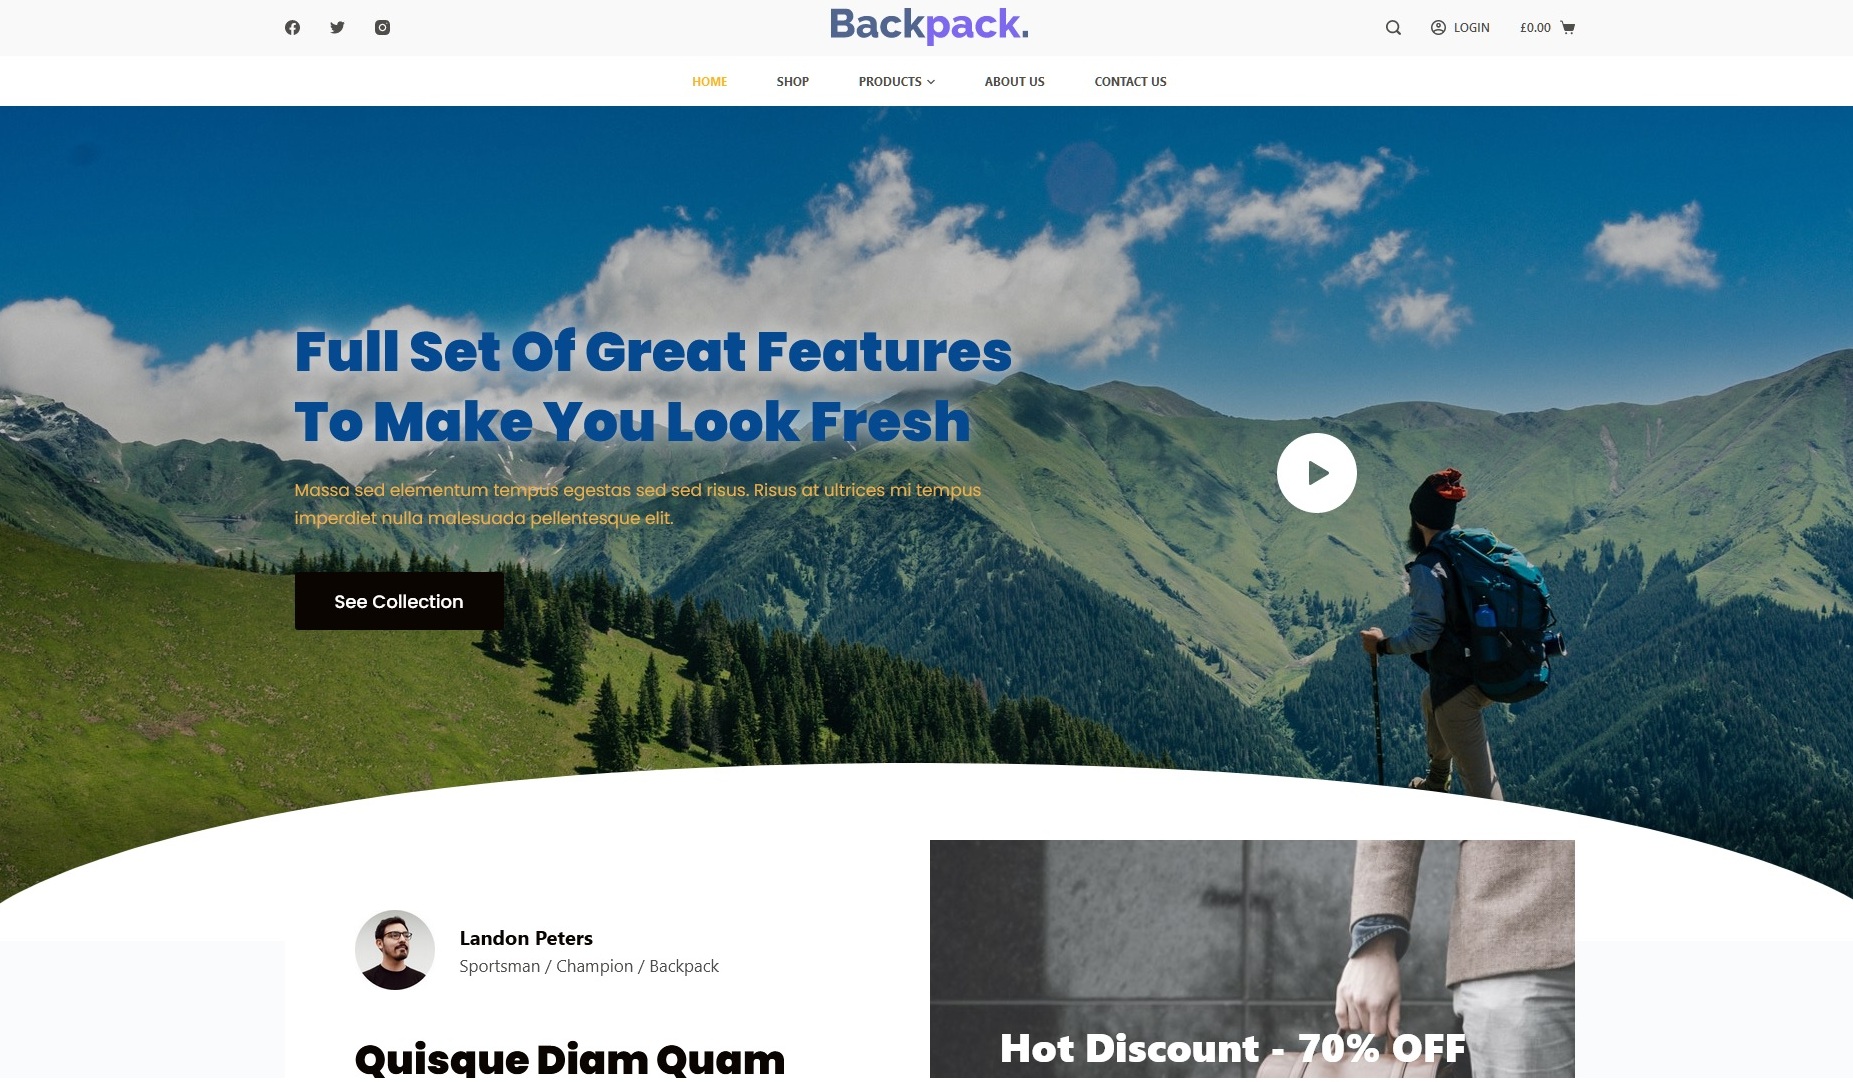 Backpack.
LOGIN
£0.00
HOME
SHOP
PRODUCTS
ABOUT US
CONTACT US
Full Set Of Great Features
To Make You Look Fresh
Massa sed elementum tempus egestas sed sed risus. Risus at ultrices mi tempus
imperdiet nulla malesuada pellentesque elit.
See Collection
Landon Peters
Sportsman / Champion / Backpack
Quisque Diam Quam
Hot Discount - 70% OFF